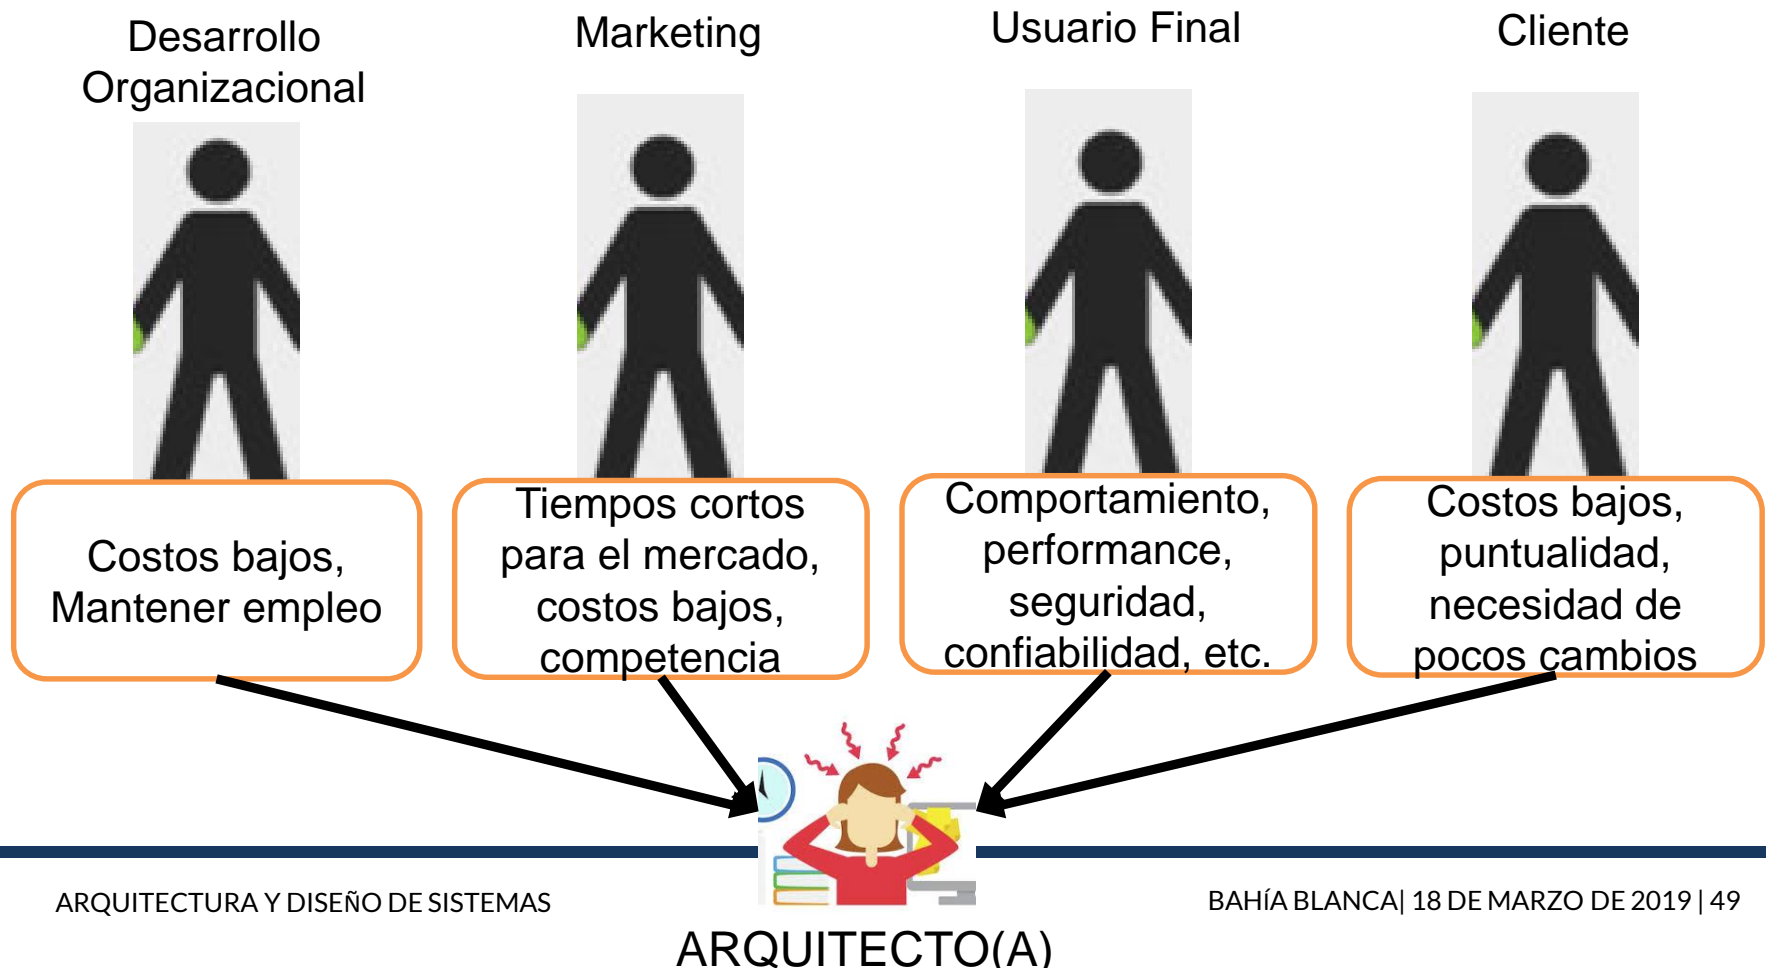 Desarrollo
Organizacional
Marketing
Usuario Final
Cliente
Costos bajos,
Mantener empleo
Tiempos cortos
para el mercado,
costos bajos,
competencia
Comportamiento,
performance,
seguridad,
confiabilidad, etc.
Costos bajos,
puntualidad,
necesidad de
pocos cambios
ARQUITECTURA Y DISEÑO DE SISTEMAS
BAHÍA BLANCA| 18 DE MARZO DE 2019 | 49
ARQUITECTO(A)